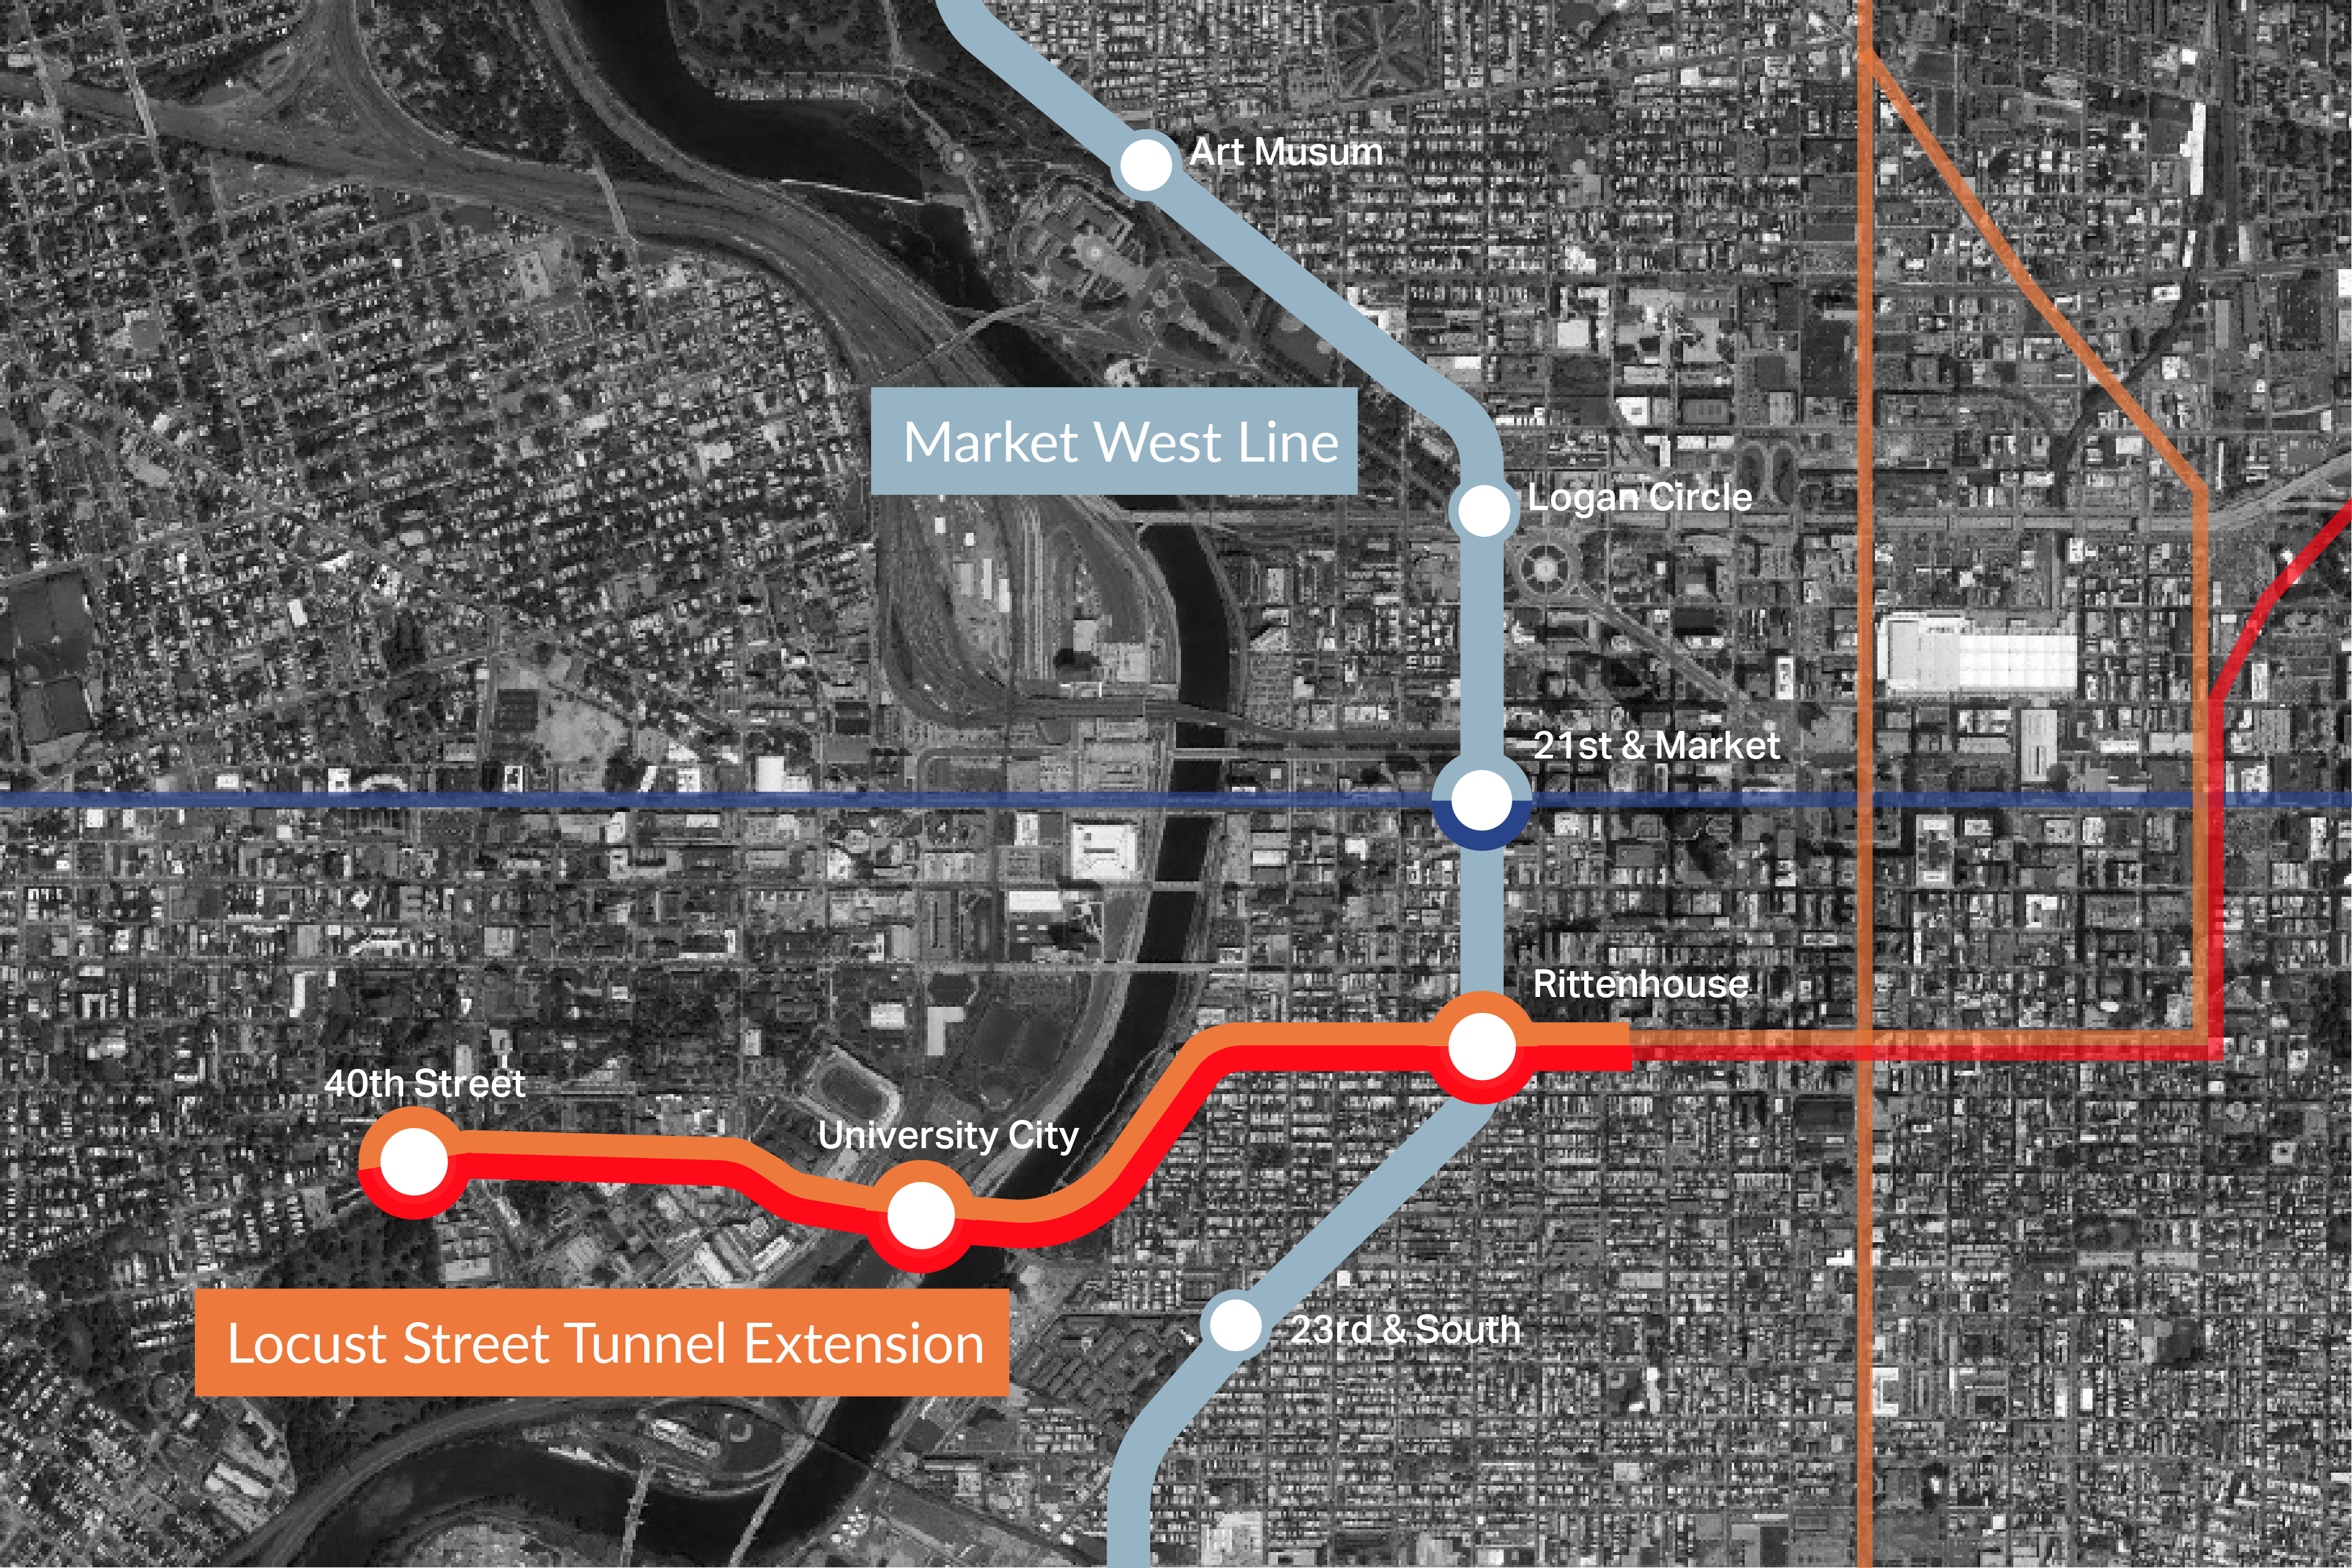 Art Musum
Market West Line
Logan Circle
21st & Market
Rittenhouse
40th Street
University City
23rd & South
Locust Street Tunnel Extension